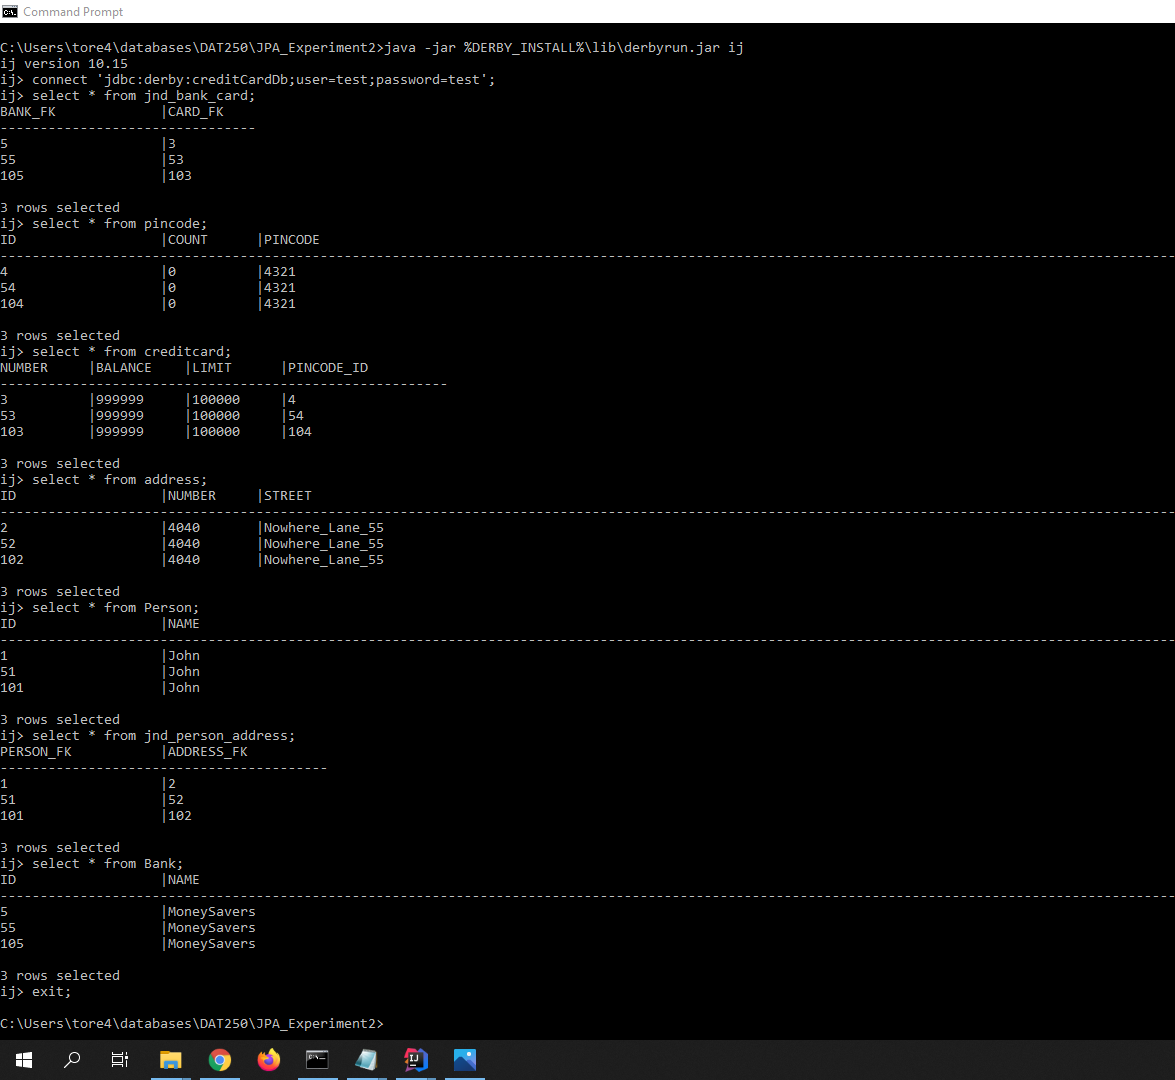 Command Prompt
C:\Users\tore4\databases\DAT250\JPA_Experiment2>java -jar %DERBY_INSTALL%\lib\derbyrun.jar ij
ij version 10.15
ij> connect 'jdbc:derby:creditCardDb;user=test;password=test';
ij> select * from jnd_bank_card;
BANK_FK             |CARD_FK
--------------------------------
5                   |3
55                  |53
105                 |103

3 rows selected
ij> select * from pincode;
ID                  |COUNT      |PINCODE
---------------------------------------------------------------------------------------------------------------------------------------------------
4                   |0          |4321
54                  |0          |4321
104                 |0          |4321

3 rows selected
ij> select * from creditcard;
NUMBER     |BALANCE    |LIMIT      |PINCODE_ID
--------------------------------------------------------
3          |999999     |100000     |4
53         |999999     |100000     |54
103        |999999     |100000     |104

3 rows selected
ij> select * from address;
ID                  |NUMBER     |STREET
---------------------------------------------------------------------------------------------------------------------------------------------------
2                   |4040       |Nowhere_Lane_55
52                  |4040       |Nowhere_Lane_55
102                 |4040       |Nowhere_Lane_55

3 rows selected
ij> select * from Person;
ID                  |NAME
---------------------------------------------------------------------------------------------------------------------------------------------------
1                   |John
51                  |John
101                 |John

3 rows selected
ij> select * from jnd_person_address;
PERSON_FK           |ADDRESS_FK
-----------------------------------------
1                   |2
51                  |52
101                 |102

3 rows selected
ij> select * from Bank;
ID                  |NAME
---------------------------------------------------------------------------------------------------------------------------------------------------
5                   |MoneySavers
55                  |MoneySavers
105                 |MoneySavers

3 rows selected
ij> exit;

C:\Users\tore4\databases\DAT250\JPA_Experiment2>